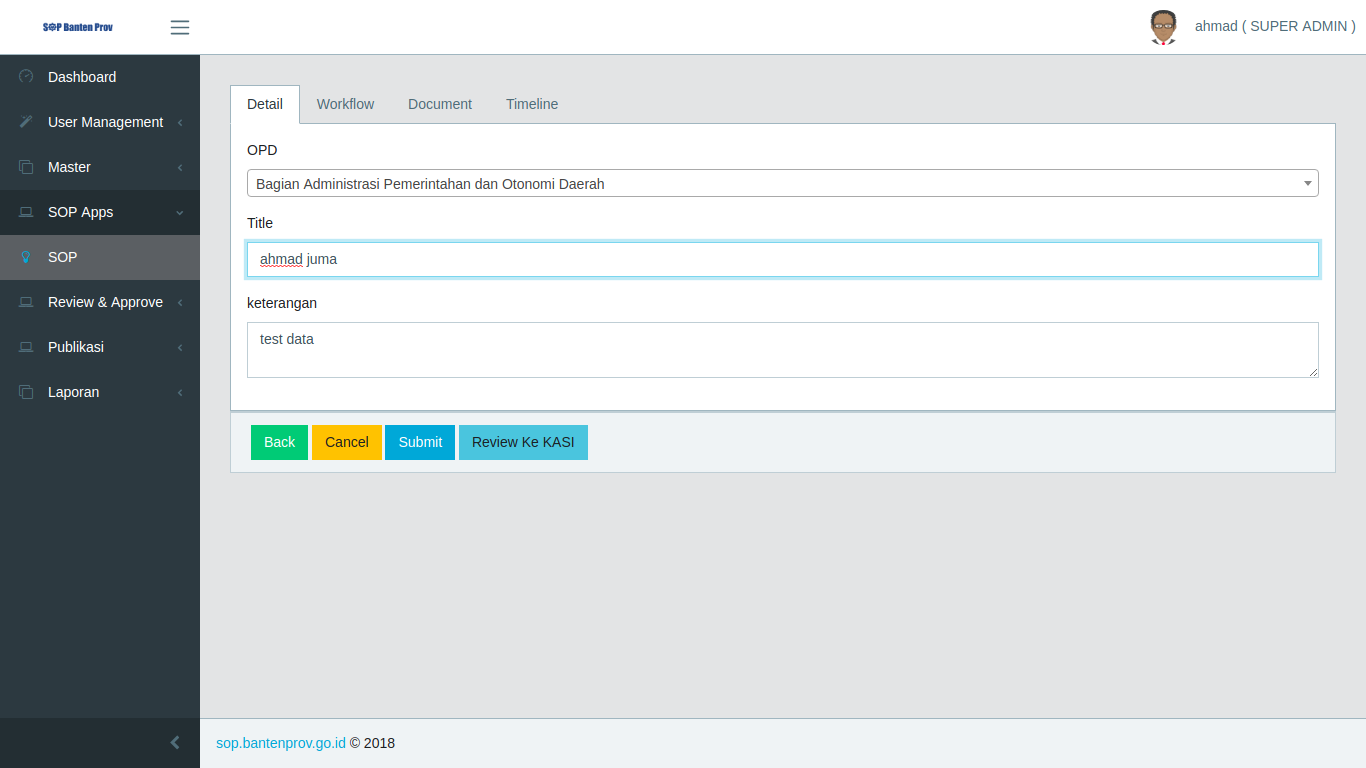 SOP Banten Prov
ahmad ( SUPER ADMIN )
Dashboard
User Management
Master
SOP Apps
SOP
Review & Approve
Publikasi
Laporan
Detail Workflow Document Timeline
OPD
Bagian Administrasi Pemerintahan dan Otonomi Daerah
Title
ahmad juma
keterangan
test data
Back Cancel Submit Review Ke KASI
sop.bantenprov.go.id © 2018